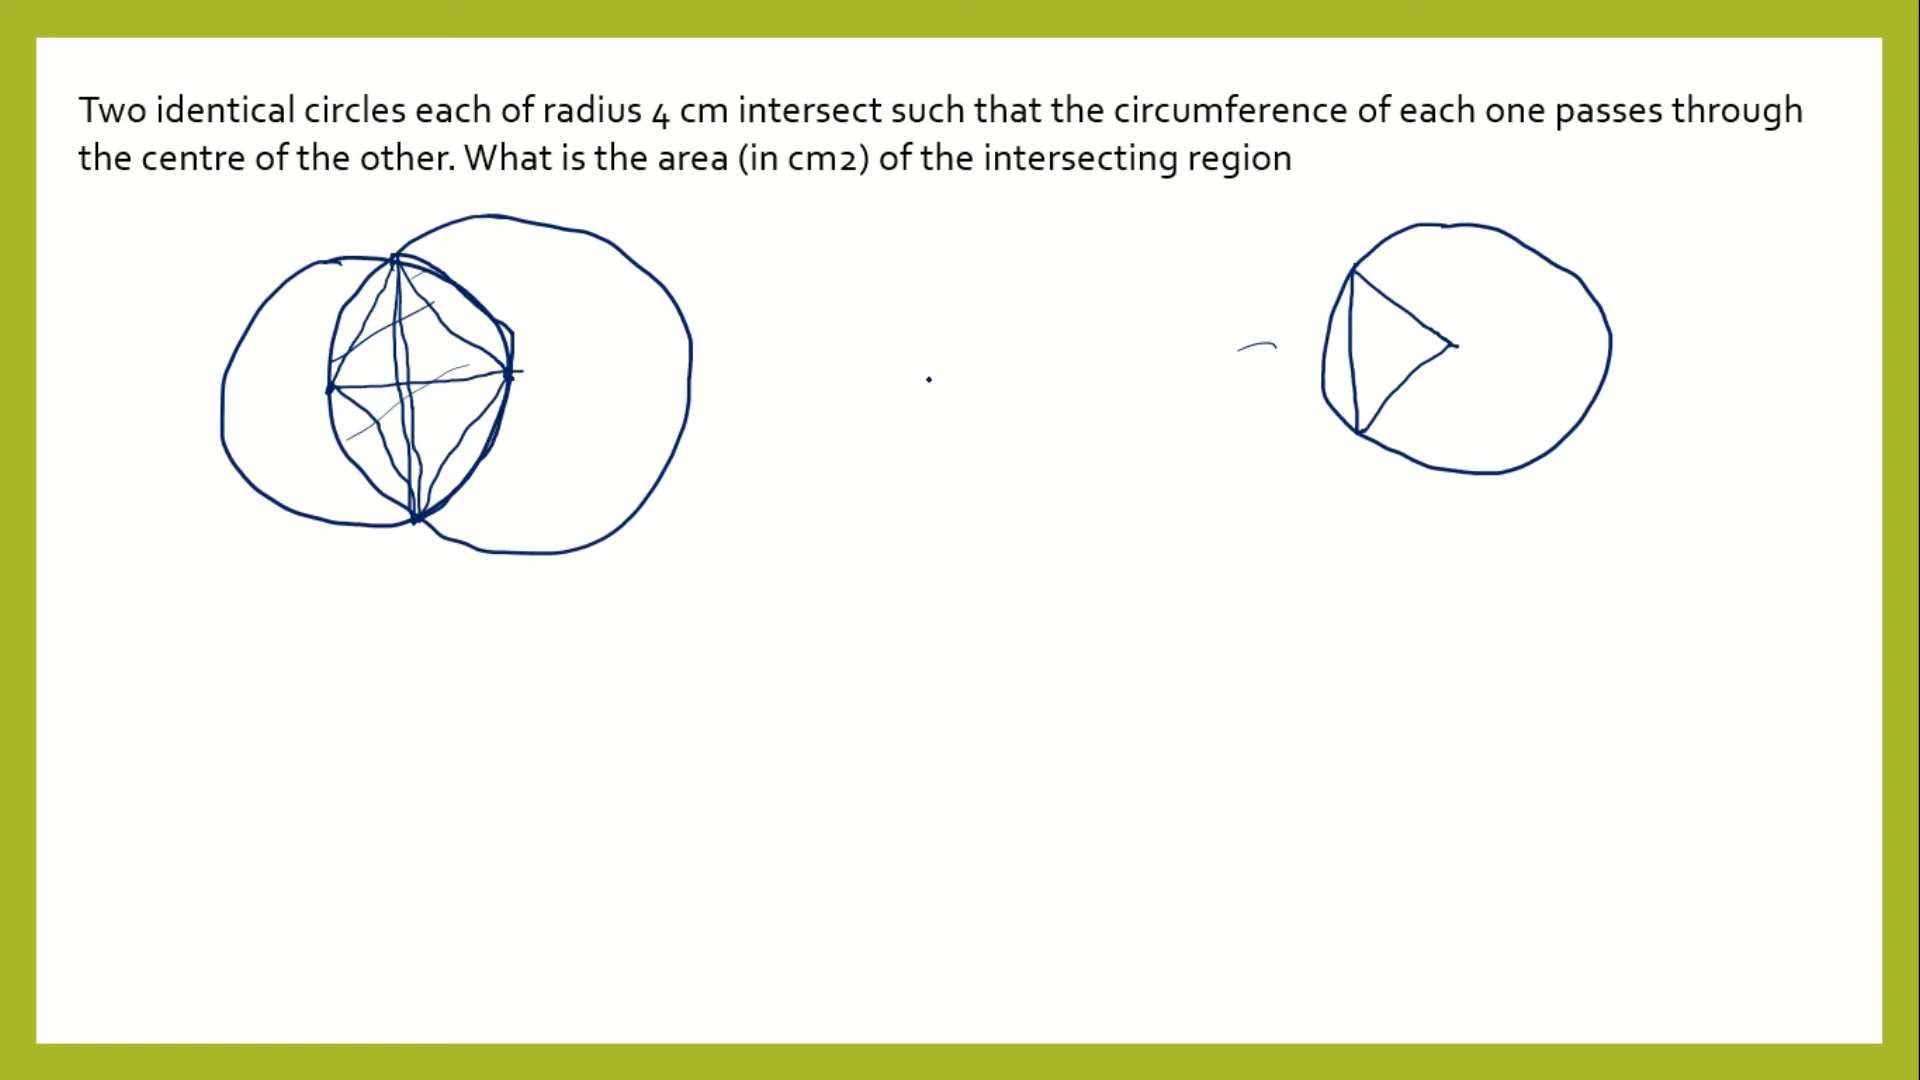 Two identical circles each of radius 4 cm intersect such that the circumference of each one passes through
the centre of the other. What is the area (in cm2) of the intersecting region